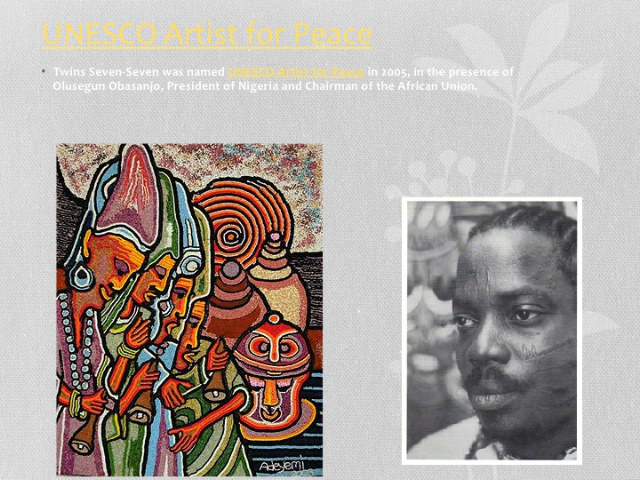 UNESCO Artist for Peace
Twins Seven-Seven was named UNESCO Artist for Peace in 2005, in the presence of
Olusegun Obasanjo, President of Nigeria and Chairman of the African Union.
Adeyemi